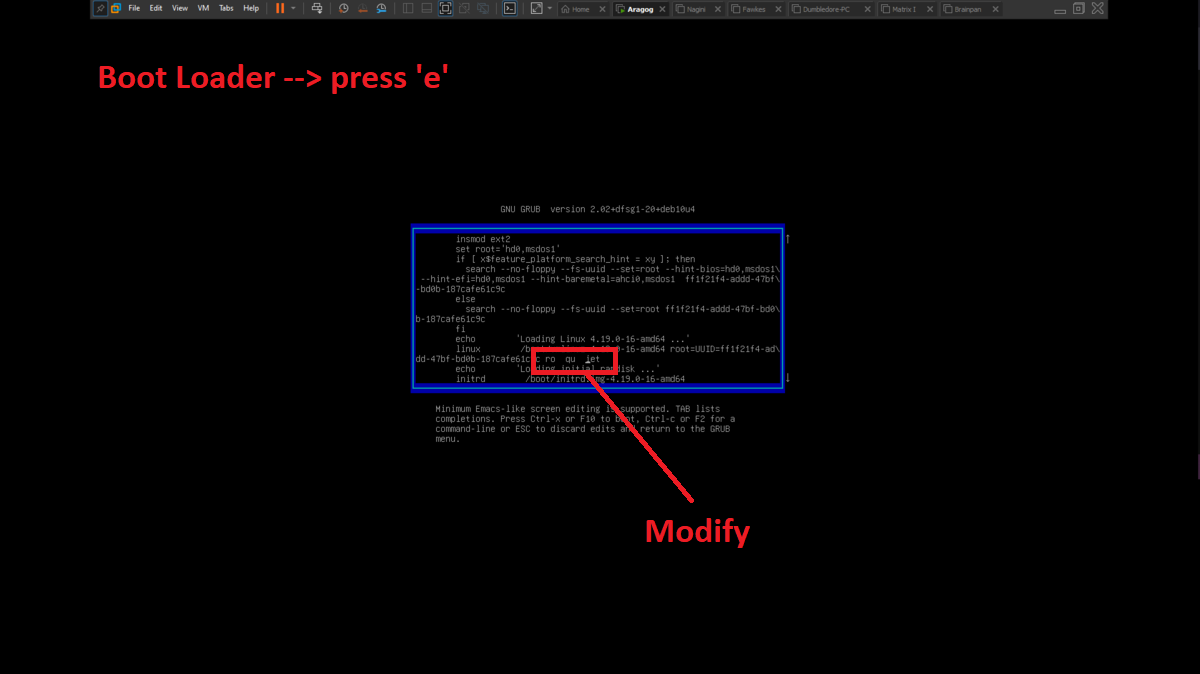 File Edit View VM Tabs Help Home Aragog Nagini Fawkes Dumbledore-PC Matrix I Brainpan
Boot Loader --> press 'e'
GNU GRUB version 2.02+dfsg1-20+deb10u4
insmod ext2
set root='hd0,msdos1'
if [ x$feature_platform_search_hint = xy ]; then
search --no-floppy --fs-uuid --set=root --hint-bios=hd0,msdos1\
--hint-efi=hd0,msdos1 --hint-baremetal=ahci0,msdos1 ff1f21f4-addd-47bf\
-bd0b-187cafe61c9c
else
search --no-floppy --fs-uuid --set=root ff1f21f4-addd-47bf-bd0\
b-187cafe61c9c
fi
echo 'Loading Linux 4.19.0-16-amd64 ...'
linux -16-amd64 root=UUID=ff1f21f4-ad\
dd-47bf-bd0b-187cafe61c9c ro qu iet
echo 'Loading initial ramdisk ...'
initrd /boot/initrd.img-4.19.0-16-amd64
Minimum Emacs-like screen editing is supported. TAB lists
completions. Press Ctrl-x or F10 to boot, Ctrl-c or F2 for a
command-line or ESC to discard edits and return to the GRUB
menu.
Modify